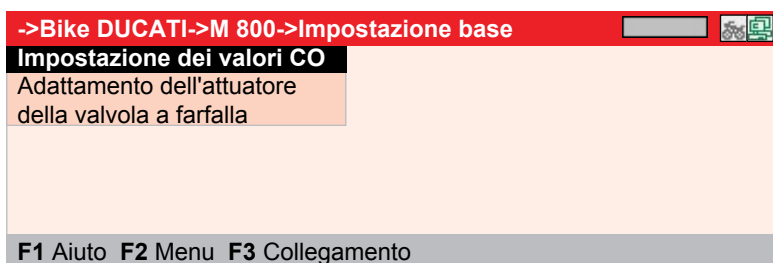 ->Bike DUCATI->M 800->Impostazione base
Impostazione dei valori CO
Adattamento dell'attuatore
della valvola a farfalla
F1 Aiuto F2 Menu F3 Collegamento